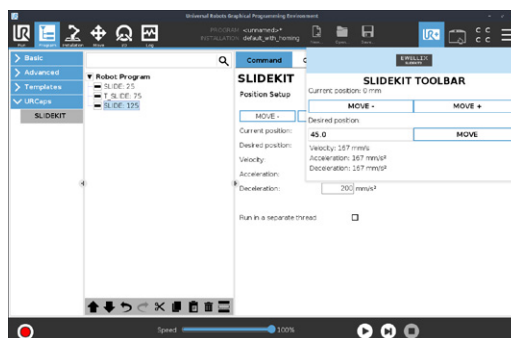 Universal Robots Graphical Programming Environment
Run
Program
Installation
Move
I/O
Log
PROGRAM <unnamed>*
INSTALLATION default_with_homing
New...
Open...
Save...
UR+
C C
C C
Basic
Advanced
Templates
URCaps
SLIDEKIT
Robot Program
SLIDE: 25
T_SLIDE: 75
SLIDE: 125
Command
SLIDEKIT
Position Setup
MOVE -
Current position:
Desired position:
Velocity:
Acceleration:
Deceleration:
200 mm/s²
Run in a separate thread
EWELLIX
SLIDEKIT TOOLBAR
Current position: 0 mm
MOVE -
MOVE +
Desired position
45.0
MOVE
Velocity: 167 mm/s
Acceleration: 167 mm/s²
Deceleration: 167 mm/s²
Speed
100%